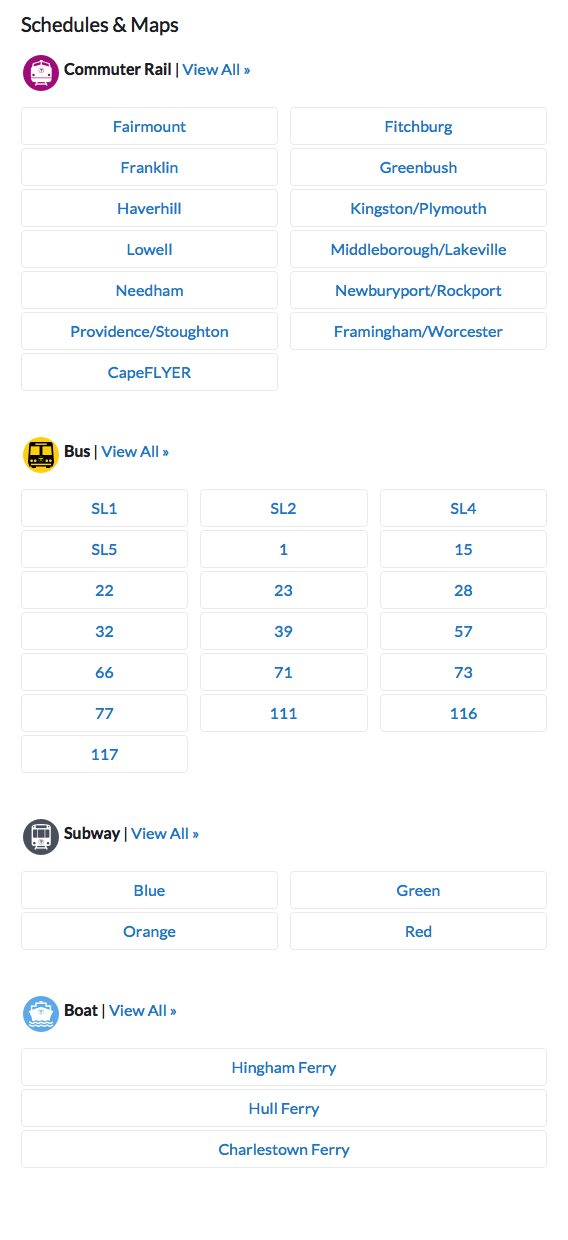 Schedules & Maps
Commuter Rail | View All »
Fairmount Fitchburg
Franklin Greenbush
Haverhill Kingston/Plymouth
Lowell Middleborough/Lakeville
Needham Newburyport/Rockport
Providence/Stoughton Framingham/Worcester
CapeFLYER
Bus | View All »
SL1 SL2 SL4
SL5 1 15
22 23 28
32 39 57
66 71 73
77 111 116
117
Subway | View All »
Blue Green
Orange Red
Boat | View All »
Hingham Ferry
Hull Ferry
Charlestown Ferry